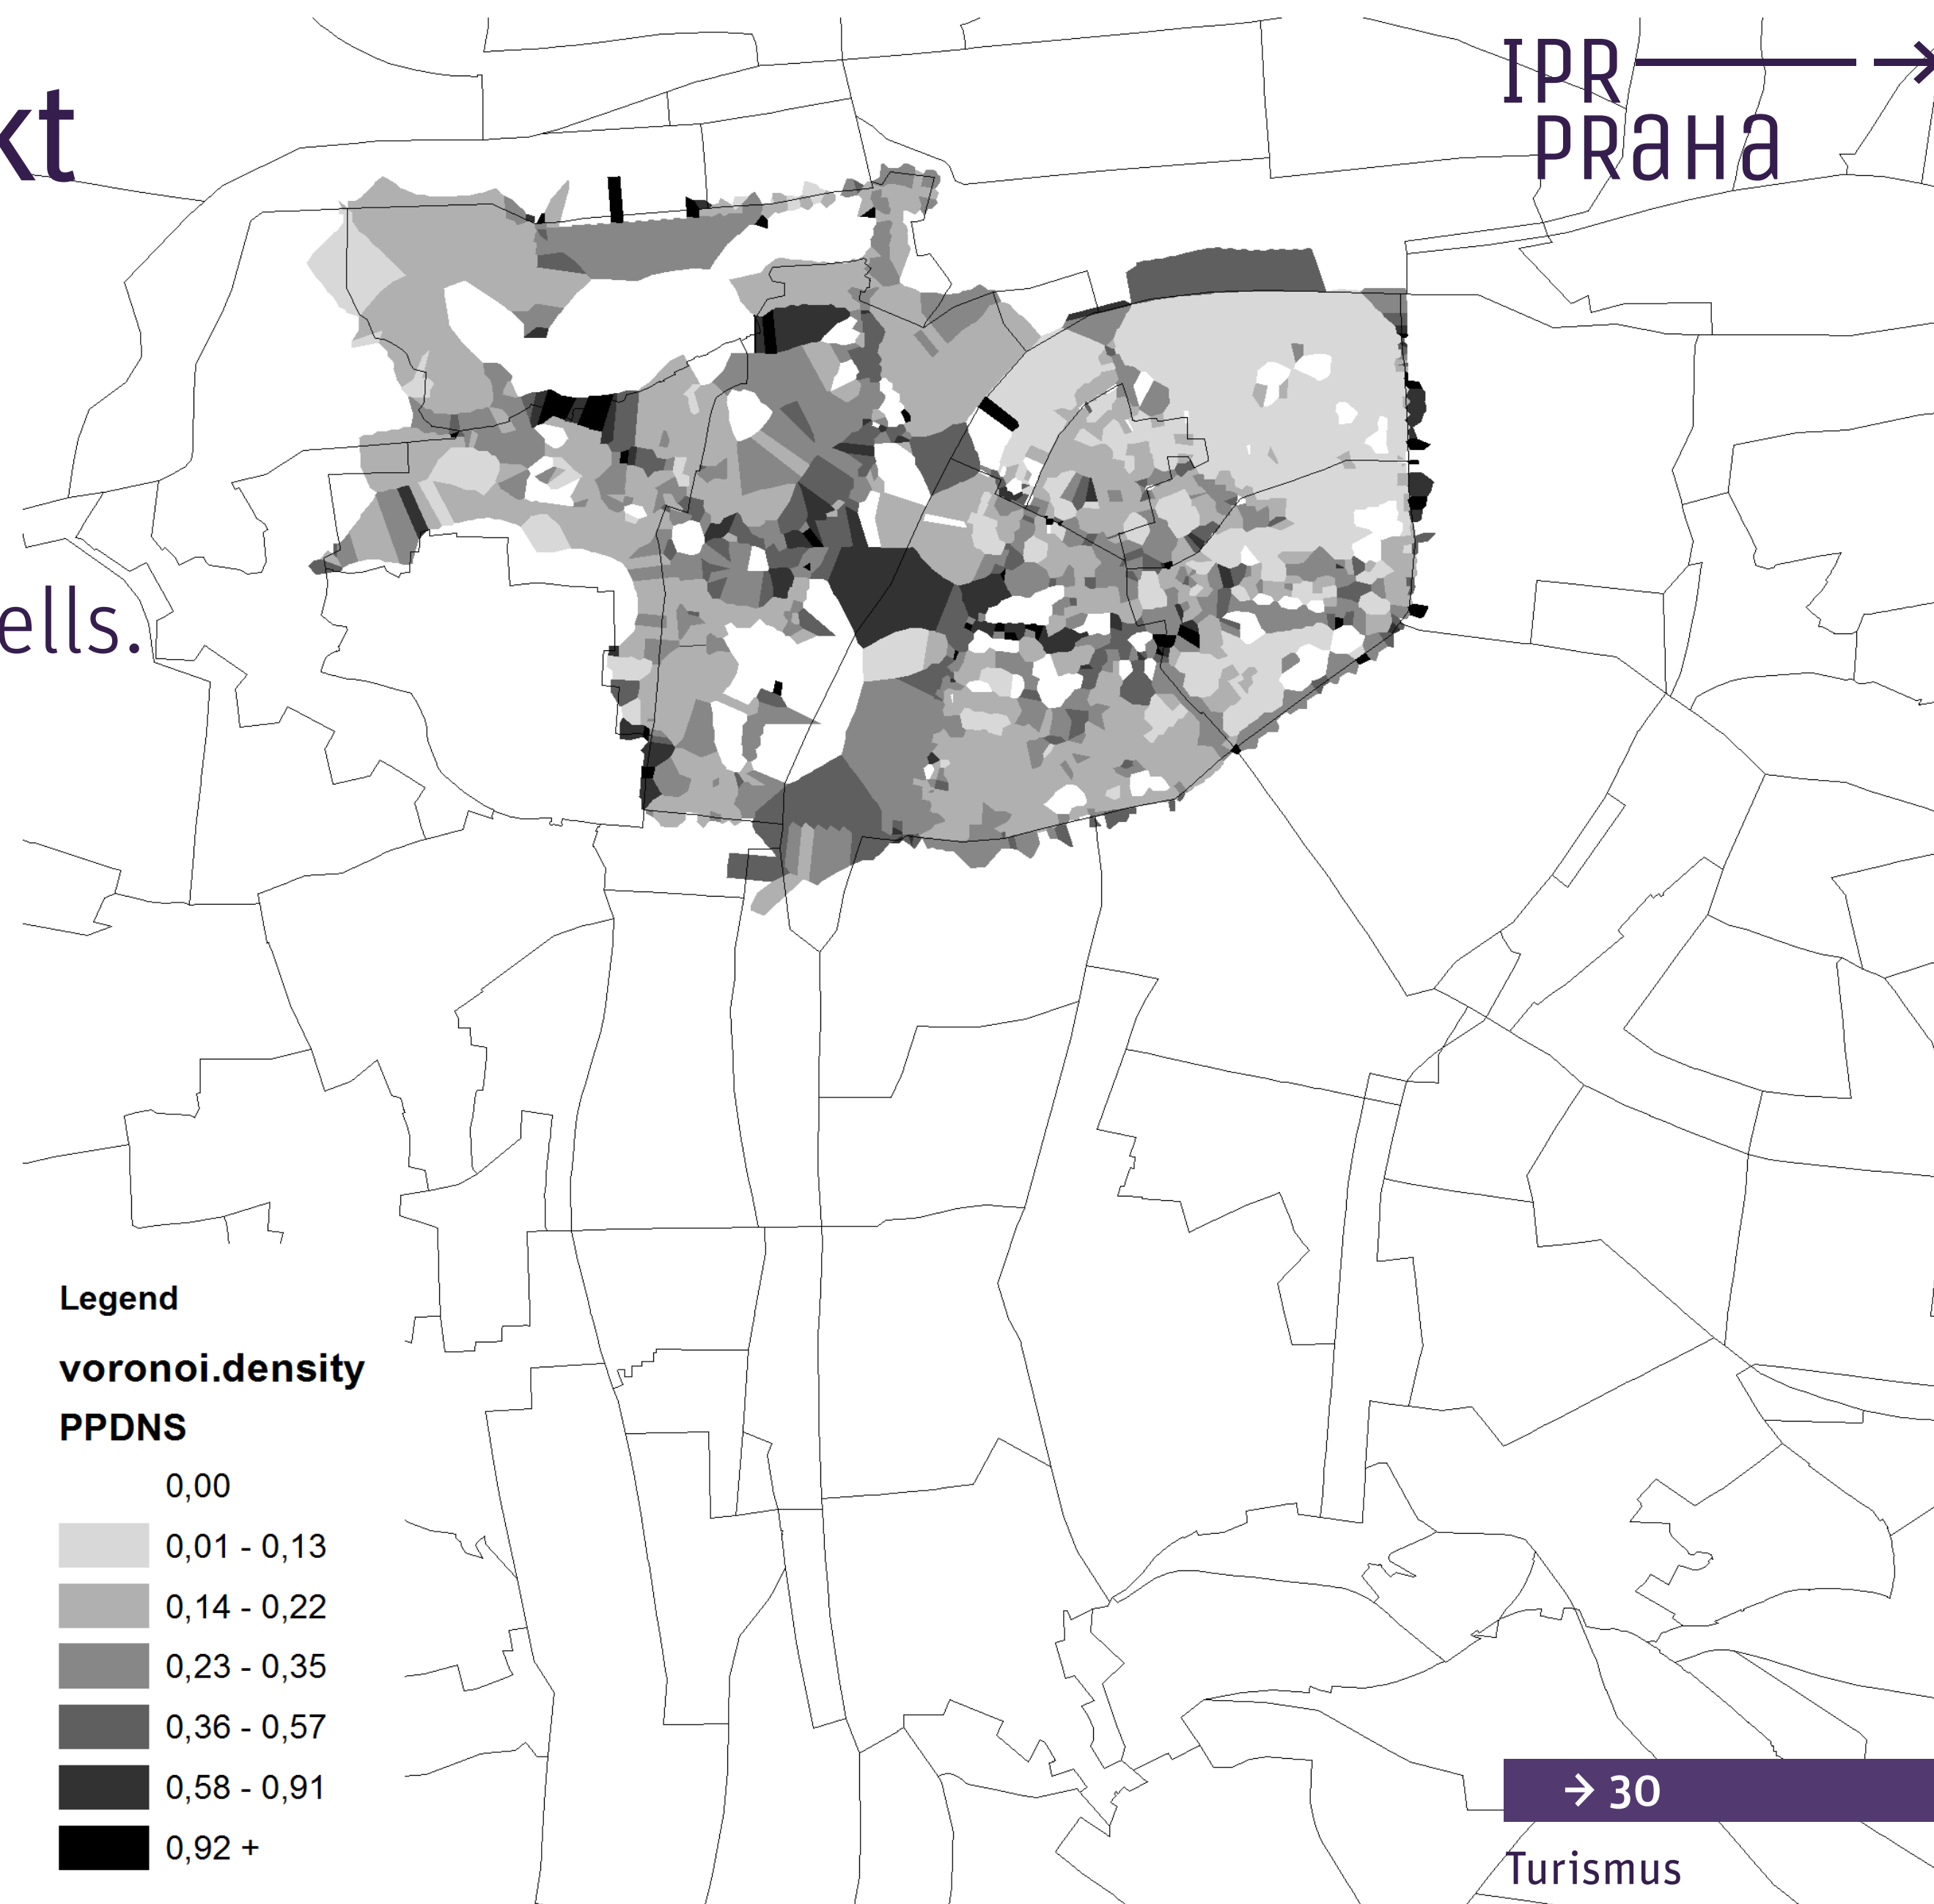 IPR
PRAHA
kt
ells.
Legend
voronoi.density
PPDNS
0,00
0,01 - 0,13
0,14 - 0,22
0,23 - 0,35
0,36 - 0,57
0,58 - 0,91
0,92 +
→ 30
Turismus